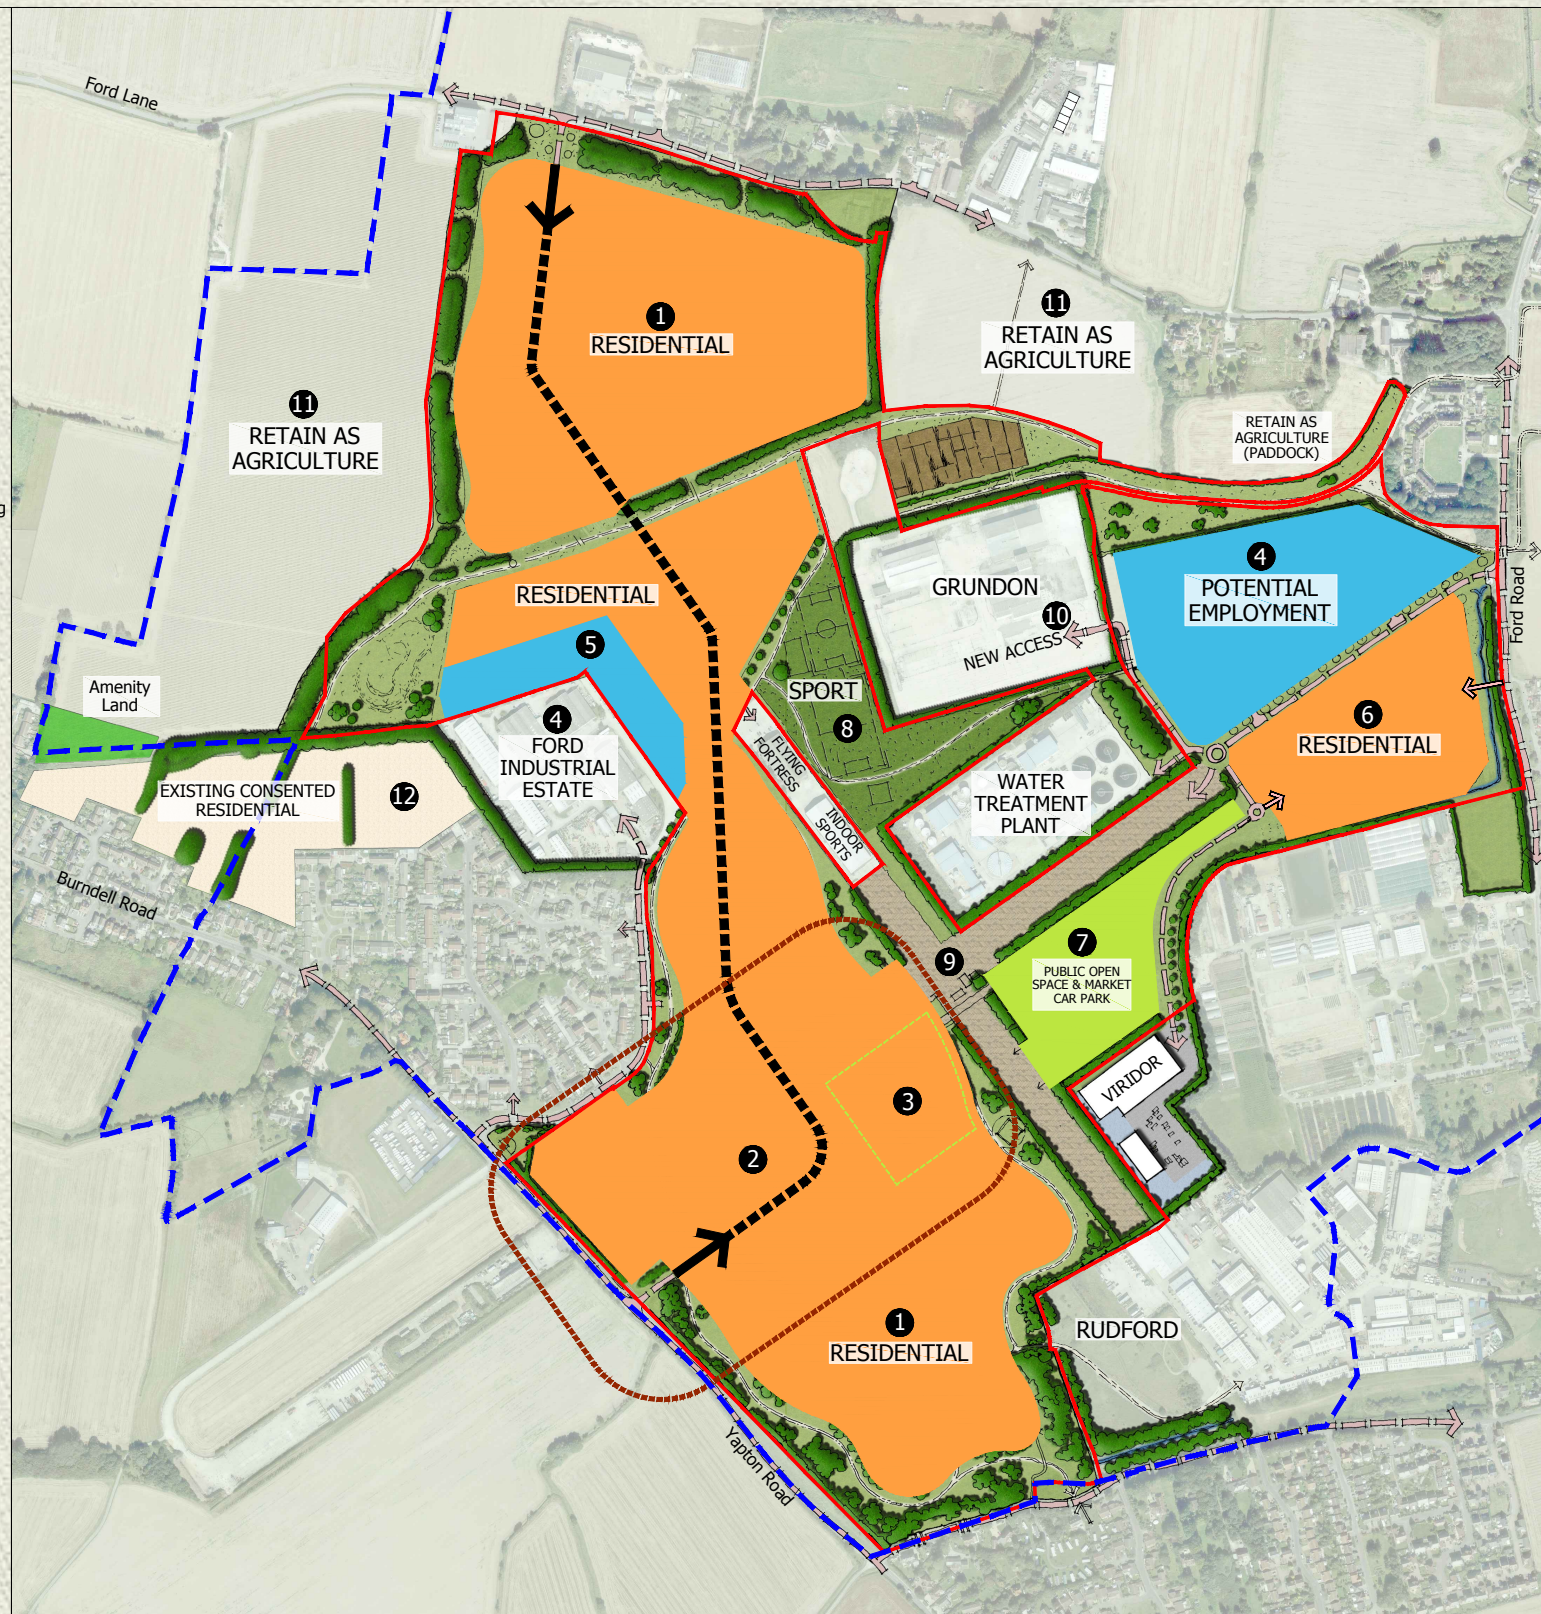 Ford Lane
1
RESIDENTIAL
11
RETAIN AS
AGRICULTURE
11
RETAIN AS
AGRICULTURE
RETAIN AS
AGRICULTURE
(PADDOCK)
g
4
POTENTIAL
EMPLOYMENT
Ford Road
GRUNDON
10
NEW ACCESS
RESIDENTIAL
5
Amenity
Land
SPORT
8
6
RESIDENTIAL
4
FORD
INDUSTRIAL
ESTATE
FLYING
FORTRESS
INDOOR
SPORTS
WATER
TREATMENT
PLANT
EXISTING CONSENTED
RESIDENTIAL
12
Burndell Road
9
7
PUBLIC OPEN
SPACE & MARKET
CAR PARK
VIRIDOR
3
2
1
RESIDENTIAL
RUDFORD
Yapton Road